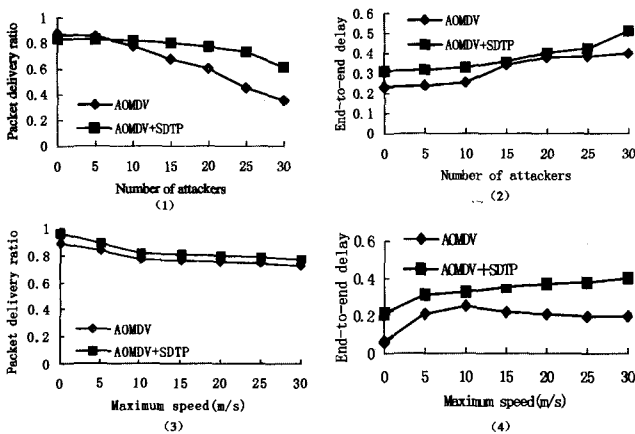 Packet delivery ratio
1
0.8
0.6
0.4
0.2
0
AOMDV
AOMDV+SDTP
0 5 10 15 20 25 30
Number of attackers
(1)
End-to-end delay
0.6
0.5
0.4
0.3
0.2
0.1
0
AOMDV
AOMDV+SDTP
0 5 10 15 20 25 30
Number of attackers
(2)
Packet delivery ratio
1
0.8
0.6
0.4
0.2
0
AOMDV
AOMDV+SDTP
0 5 10 15 20 25 30
Maximum speed(m/s)
(3)
End-to-end delay
0.6
0.4
0.2
0
AOMDV
AOMDV+SDTP
0 5 10 15 20 25 30
Maximum speed(m/s)
(4)